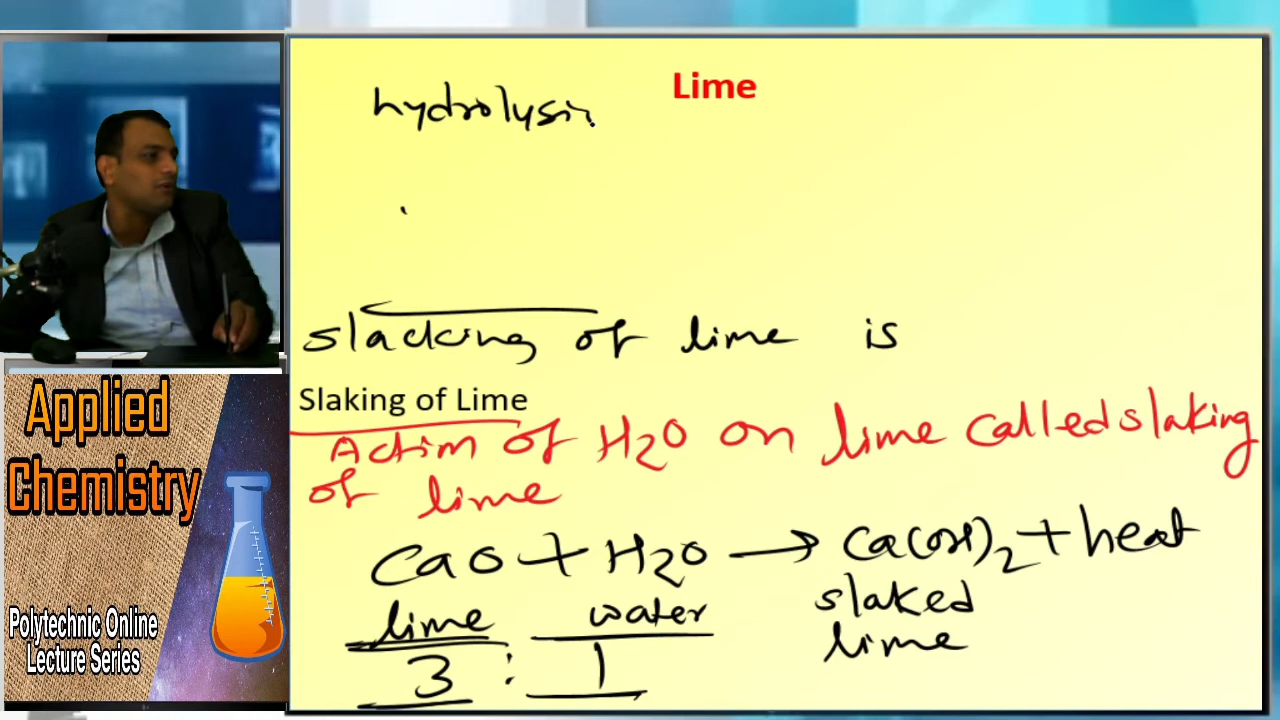 Lime
hydrolysis
slacking of lime is
Slaking of Lime
Action of H2O on lime called slaking
of lime
CaO + H2O → Ca(OH)2 + heat
lime water slaked
lime
3 : 1
Applied
Chemistry
Polytechnic Online
Lecture Series